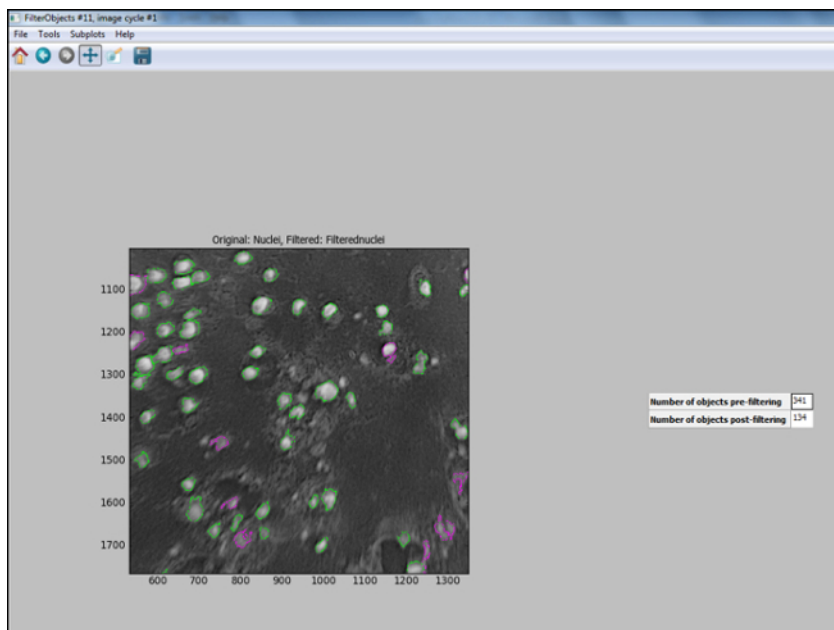 FilterObjects #11, image cycle #1
File Tools Subplots Help
Original: Nuclei, Filtered: Filterednuclei
1100
1200
1300
1400
1500
1600
1700
600 700 800 900 1000 1100 1200 1300
Number of objects pre-filtering 341
Number of objects post-filtering 134